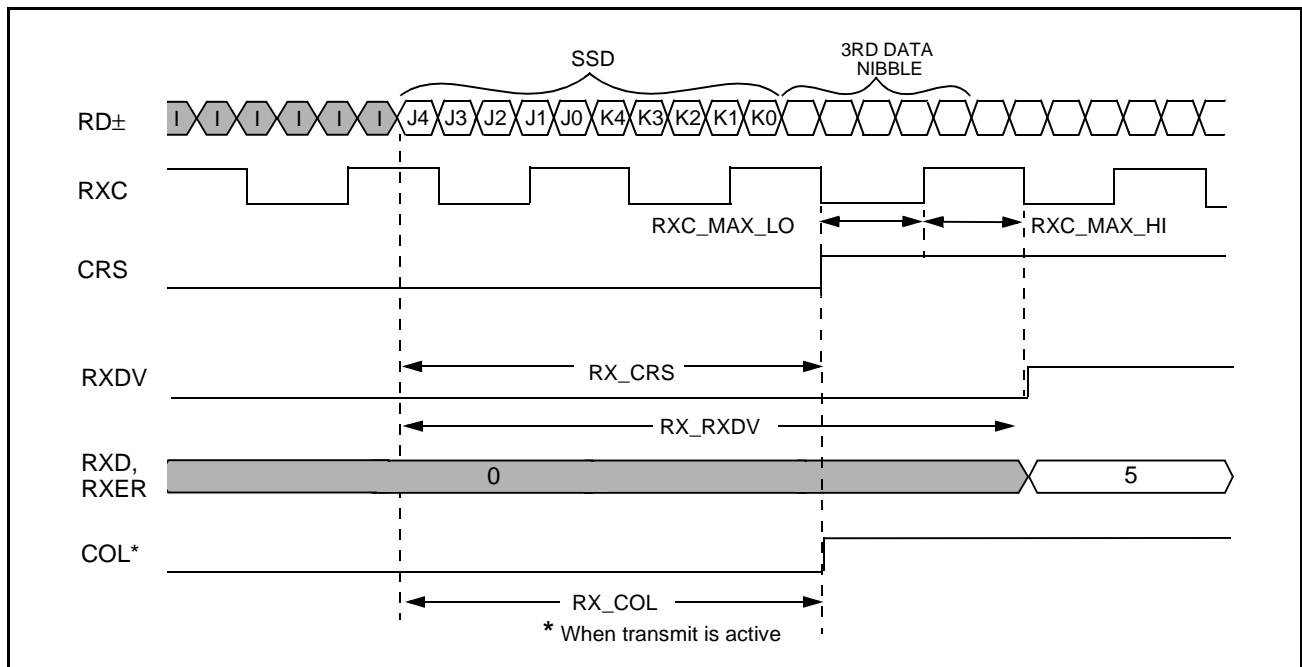 SSD
3RD DATA
NIBBLE
RD±
I I I I I I J4 J3 J2 J1 J0 K4 K3 K2 K1 K0
RXC
RXC_MAX_LO
RXC_MAX_HI
CRS
RXDV
RX_CRS
RX_RXDV
RXD,
RXER
0
5
COL*
RX_COL
* When transmit is active